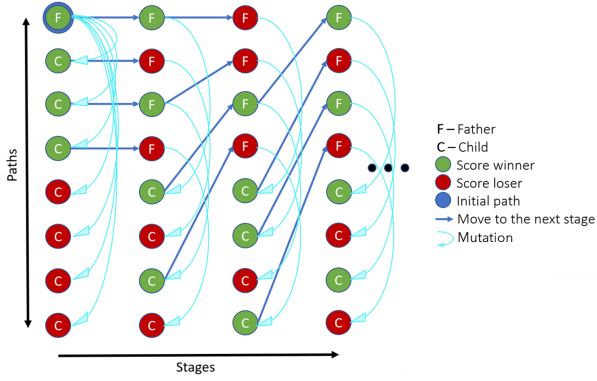 F F F F
C F F F
C F F F
C F F F
C C C C
C C C C
C C C C
C C C C
Paths
Stages
F – Father
C – Child
Score winner
Score loser
Initial path
Move to the next stage
Mutation